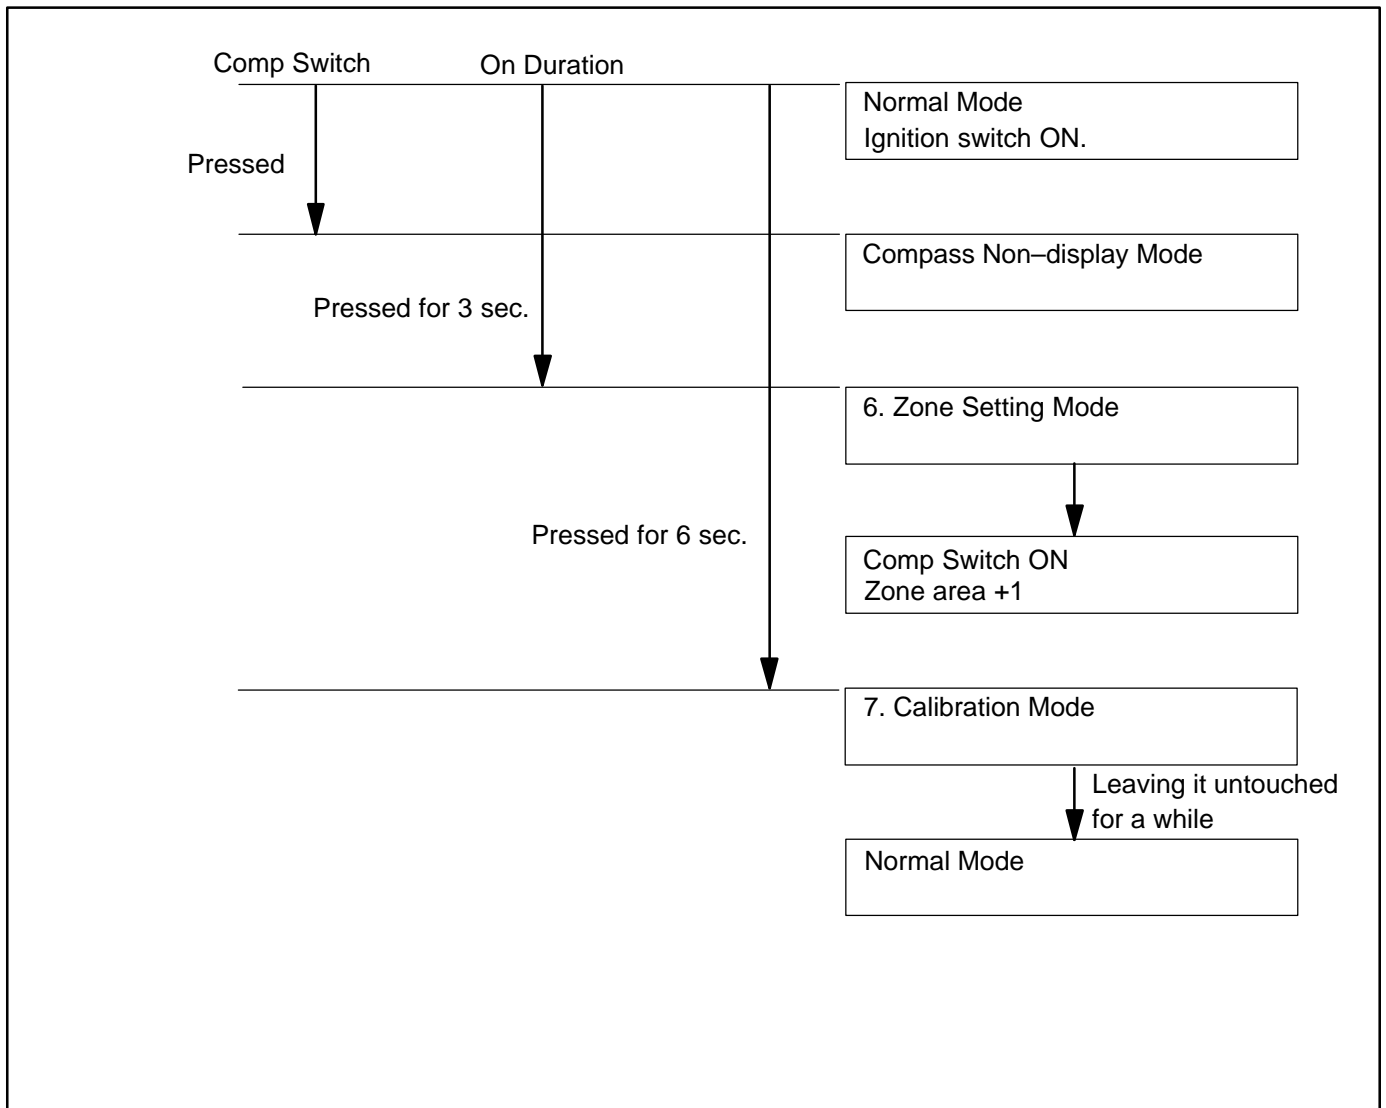 Comp Switch
On Duration
Normal Mode
Ignition switch ON.
Pressed
Compass Non–display Mode
Pressed for 3 sec.
6. Zone Setting Mode
Pressed for 6 sec.
Comp Switch ON
Zone area +1
7. Calibration Mode
Leaving it untouched
for a while
Normal Mode